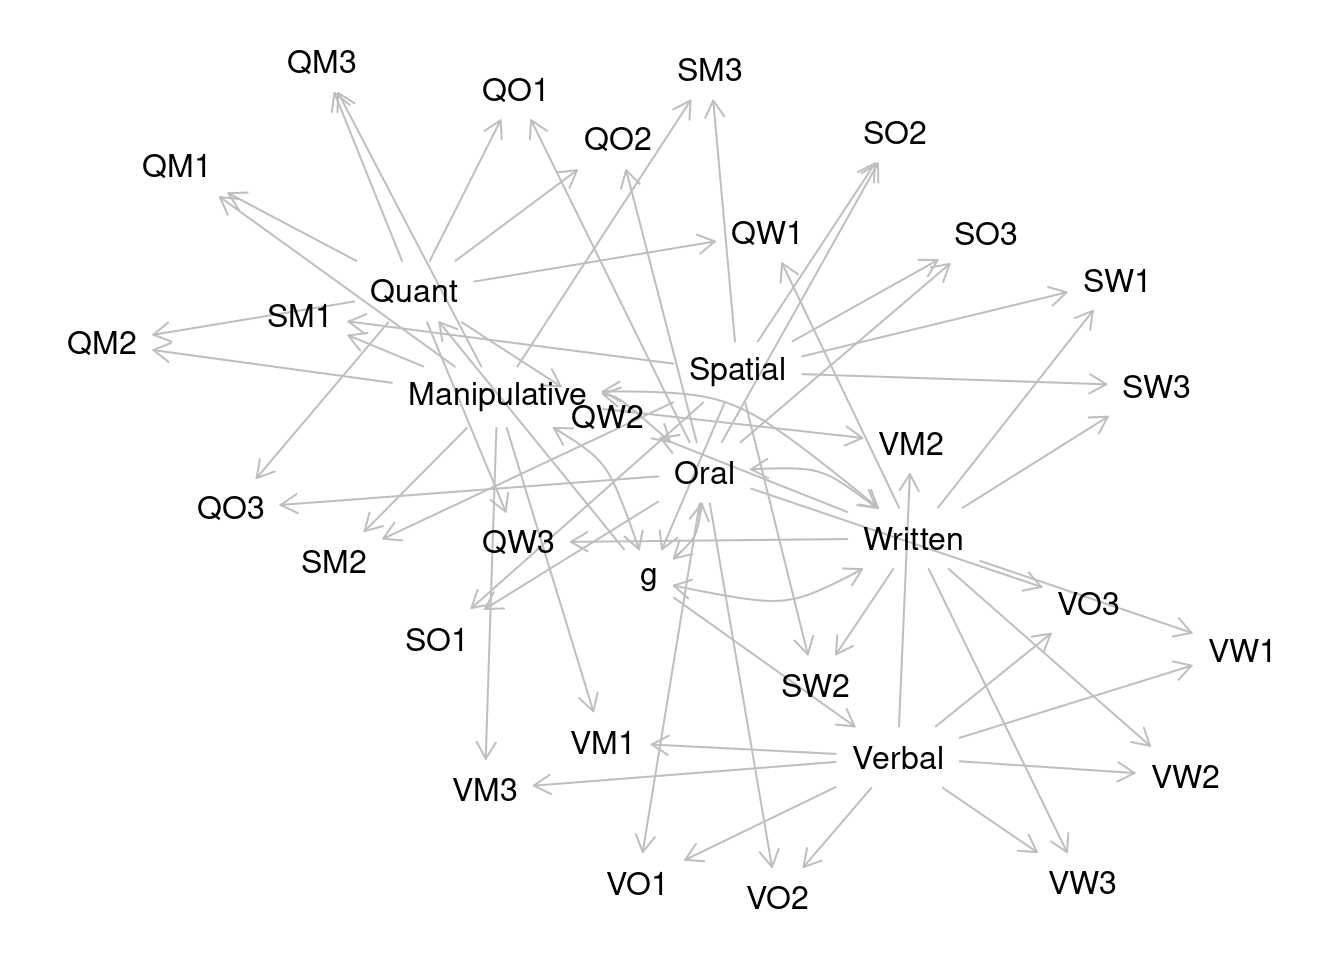 QM3
SM3
QO1
SO2
QO2
QM1
QW1
SO3
SW1
Quant
SM1
QM2
Spatial
SW3
Manipulative
QW2
VM2
Oral
QO3
Written
QW3
SM2
g
VO3
SO1
VW1
SW2
VM1
Verbal
VW2
VM3
VW3
VO1
VO2